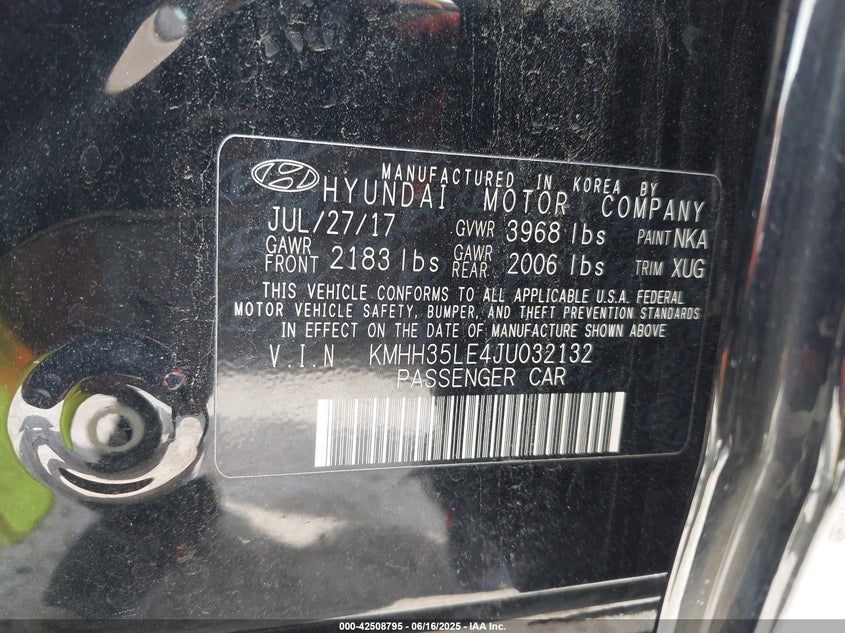 MANUFACTURED IN KOREA BY
HYUNDAI MOTOR COMPANY
JUL/27/17 GVWR 3968 lbs PAINT NKA
GAWR FRONT 2183 lbs GAWR REAR 2006 lbs TRIM XUG
THIS VEHICLE CONFORMS TO ALL APPLICABLE U.S.A. FEDERAL
MOTOR VEHICLE SAFETY, BUMPER, AND THEFT PREVENTION STANDARDS
IN EFFECT ON THE DATE OF MANUFACTURE SHOWN ABOVE
V.I.N KMHH35LE4JU032132
PASSENGER CAR
000-42508795 - 06/16/2025 - IAA Inc.